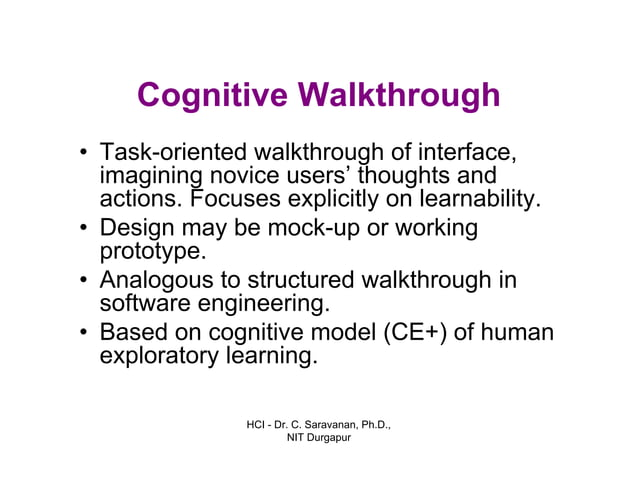 Cognitive Walkthrough
• Task-oriented walkthrough of interface,
imagining novice users’ thoughts and
actions. Focuses explicitly on learnability.
• Design may be mock-up or working
prototype.
• Analogous to structured walkthrough in
software engineering.
• Based on cognitive model (CE+) of human
exploratory learning.
HCI - Dr. C. Saravanan, Ph.D.,
NIT Durgapur